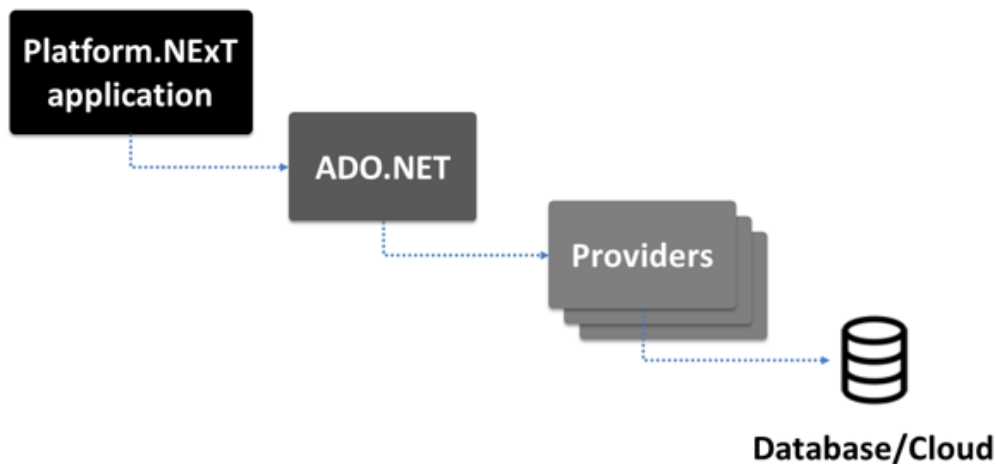 Platform.NExT
application
ADO.NET
Providers
Database/Cloud